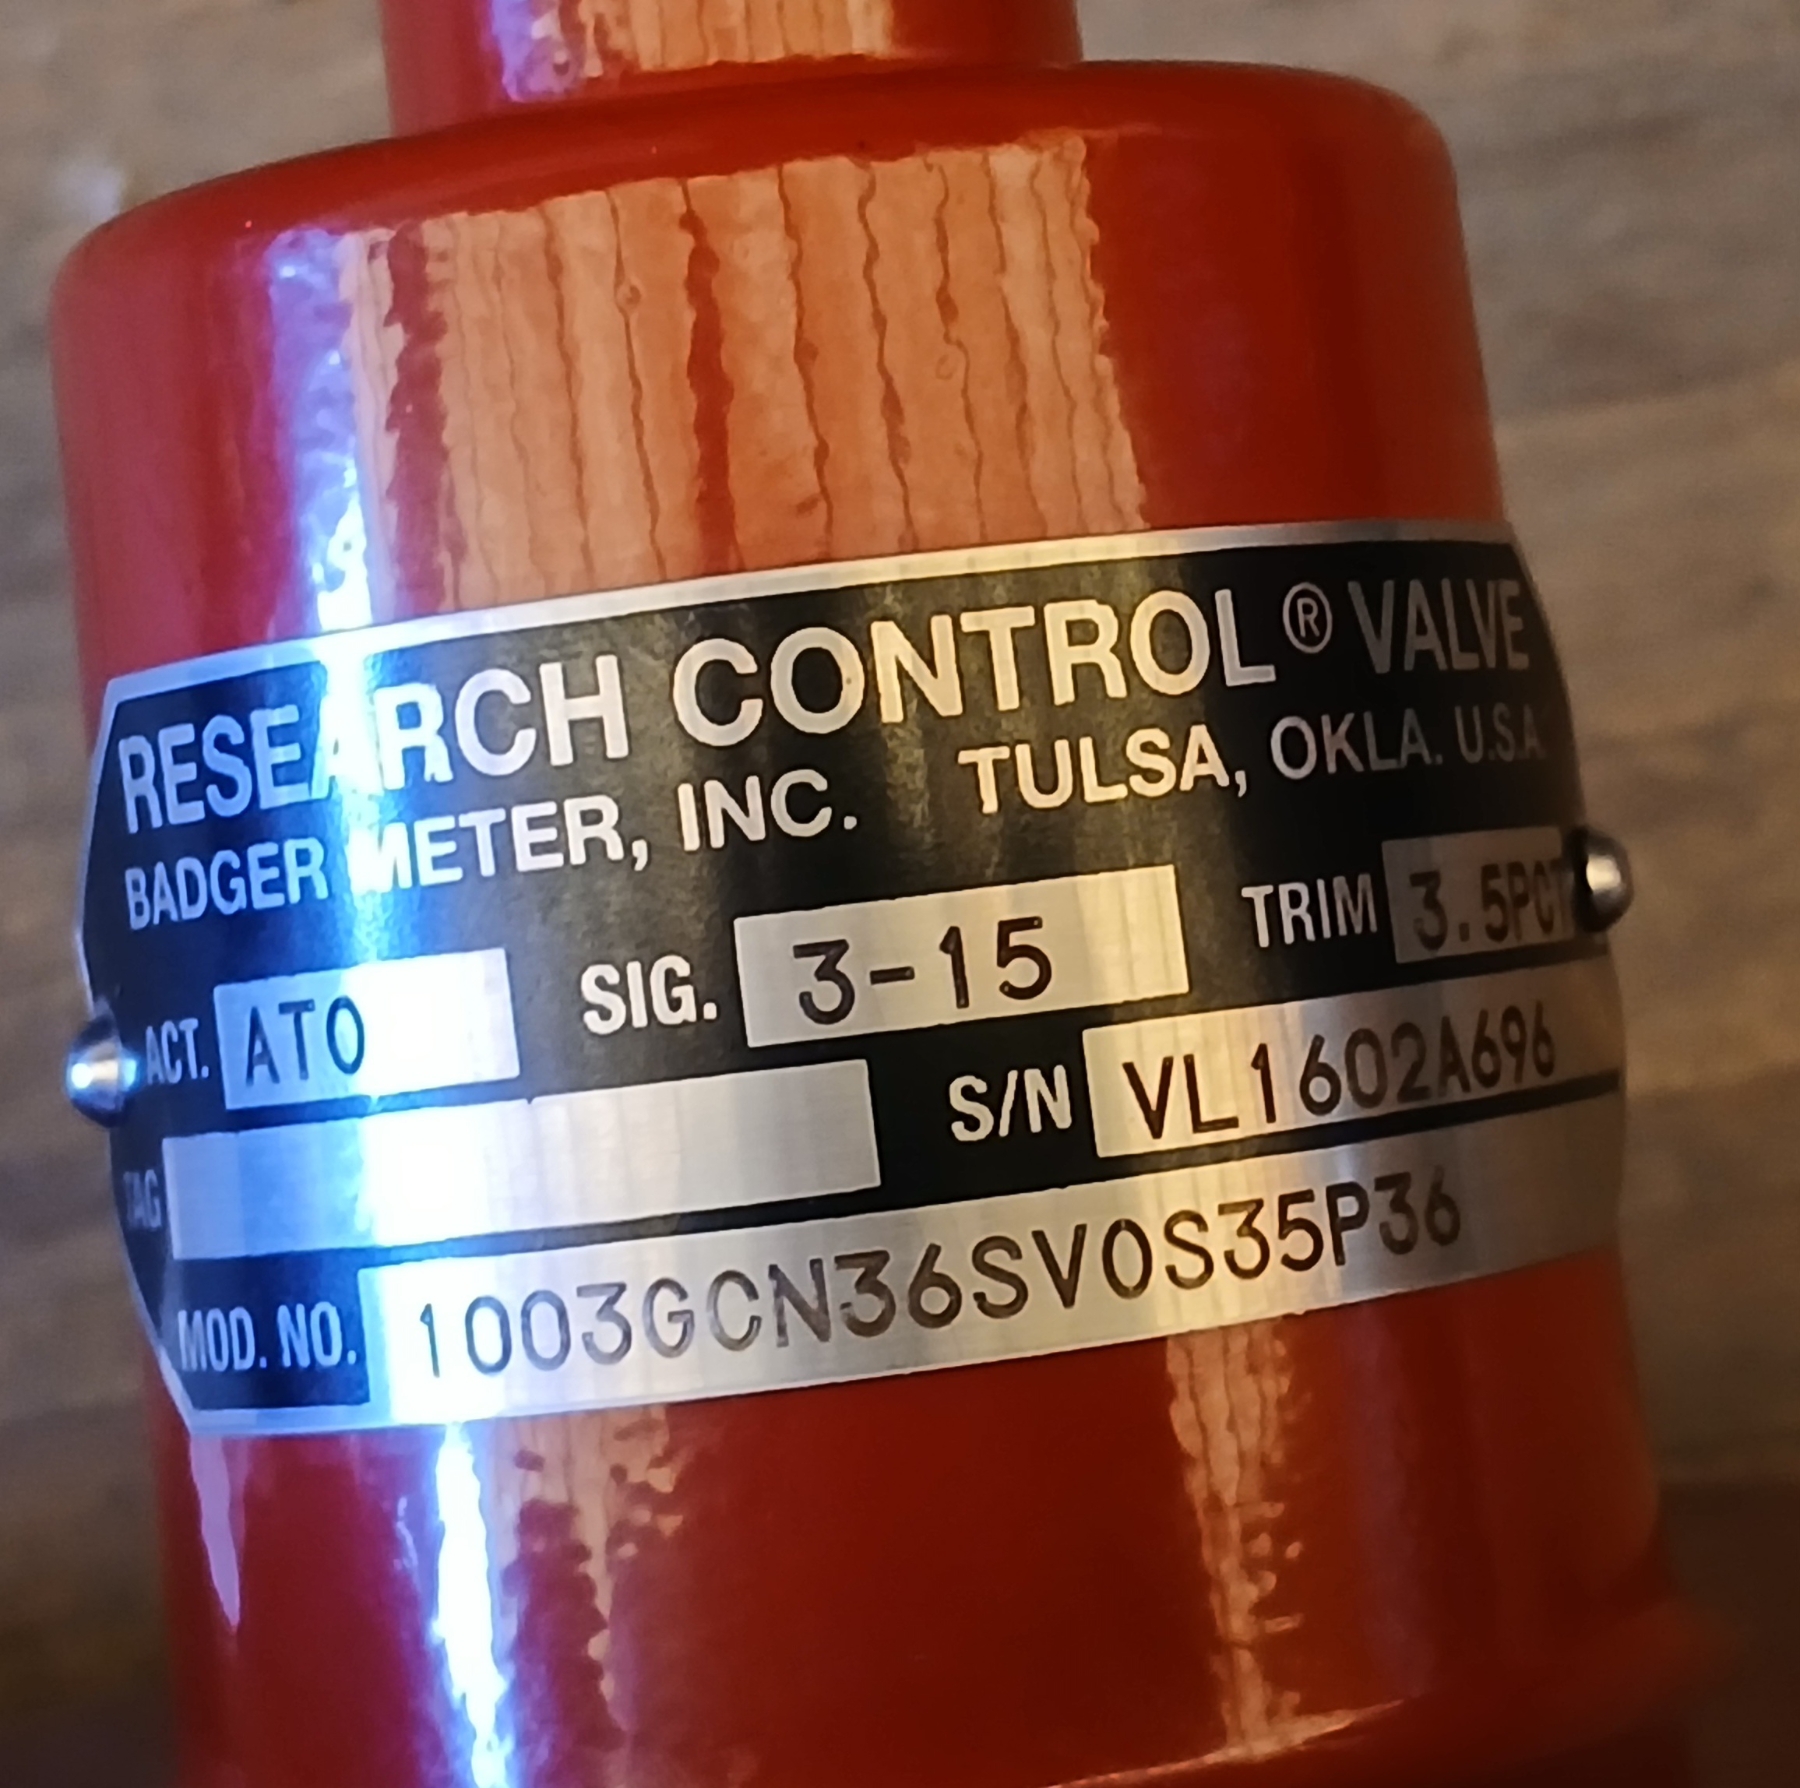 RESEARCH CONTROL® VALVE
BADGER METER, INC. TULSA, OKLA. U.S.A.
ACT. ATO SIG. 3-15 TRIM 3.5PCT
TAG S/N VL1602A696
MOD. NO. 1003GCN36SVOS35P36